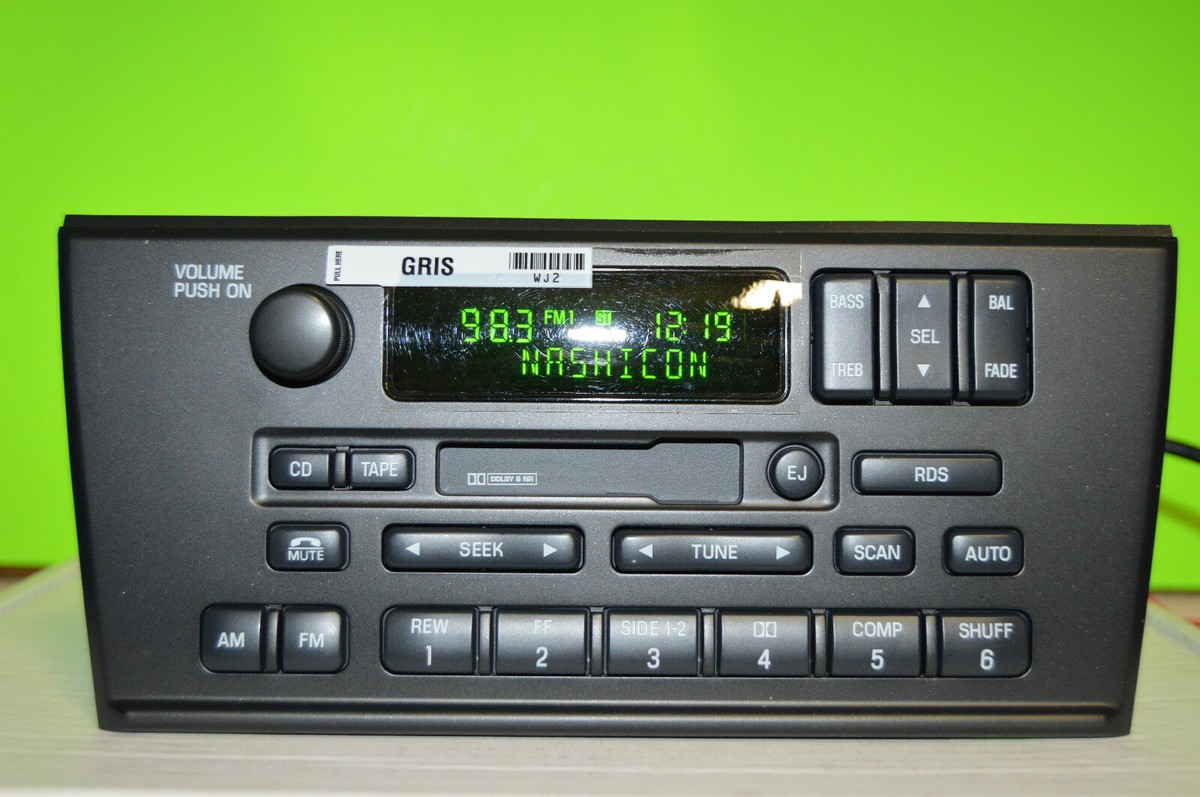 VOLUME
PUSH ON
PULL HERE
GRIS
WJ2
98.3 FM1 ST 12:19
NASHICON
BASS
TREB
▲
SEL
▼
BAL
FADE
CD
TAPE
DOLBY B NR
EJ
RDS
MUTE
◄ SEEK ►
◄ TUNE ►
SCAN
AUTO
AM
FM
REW
1
FF
2
SIDE 1-2
3
4
COMP
5
SHUFF
6